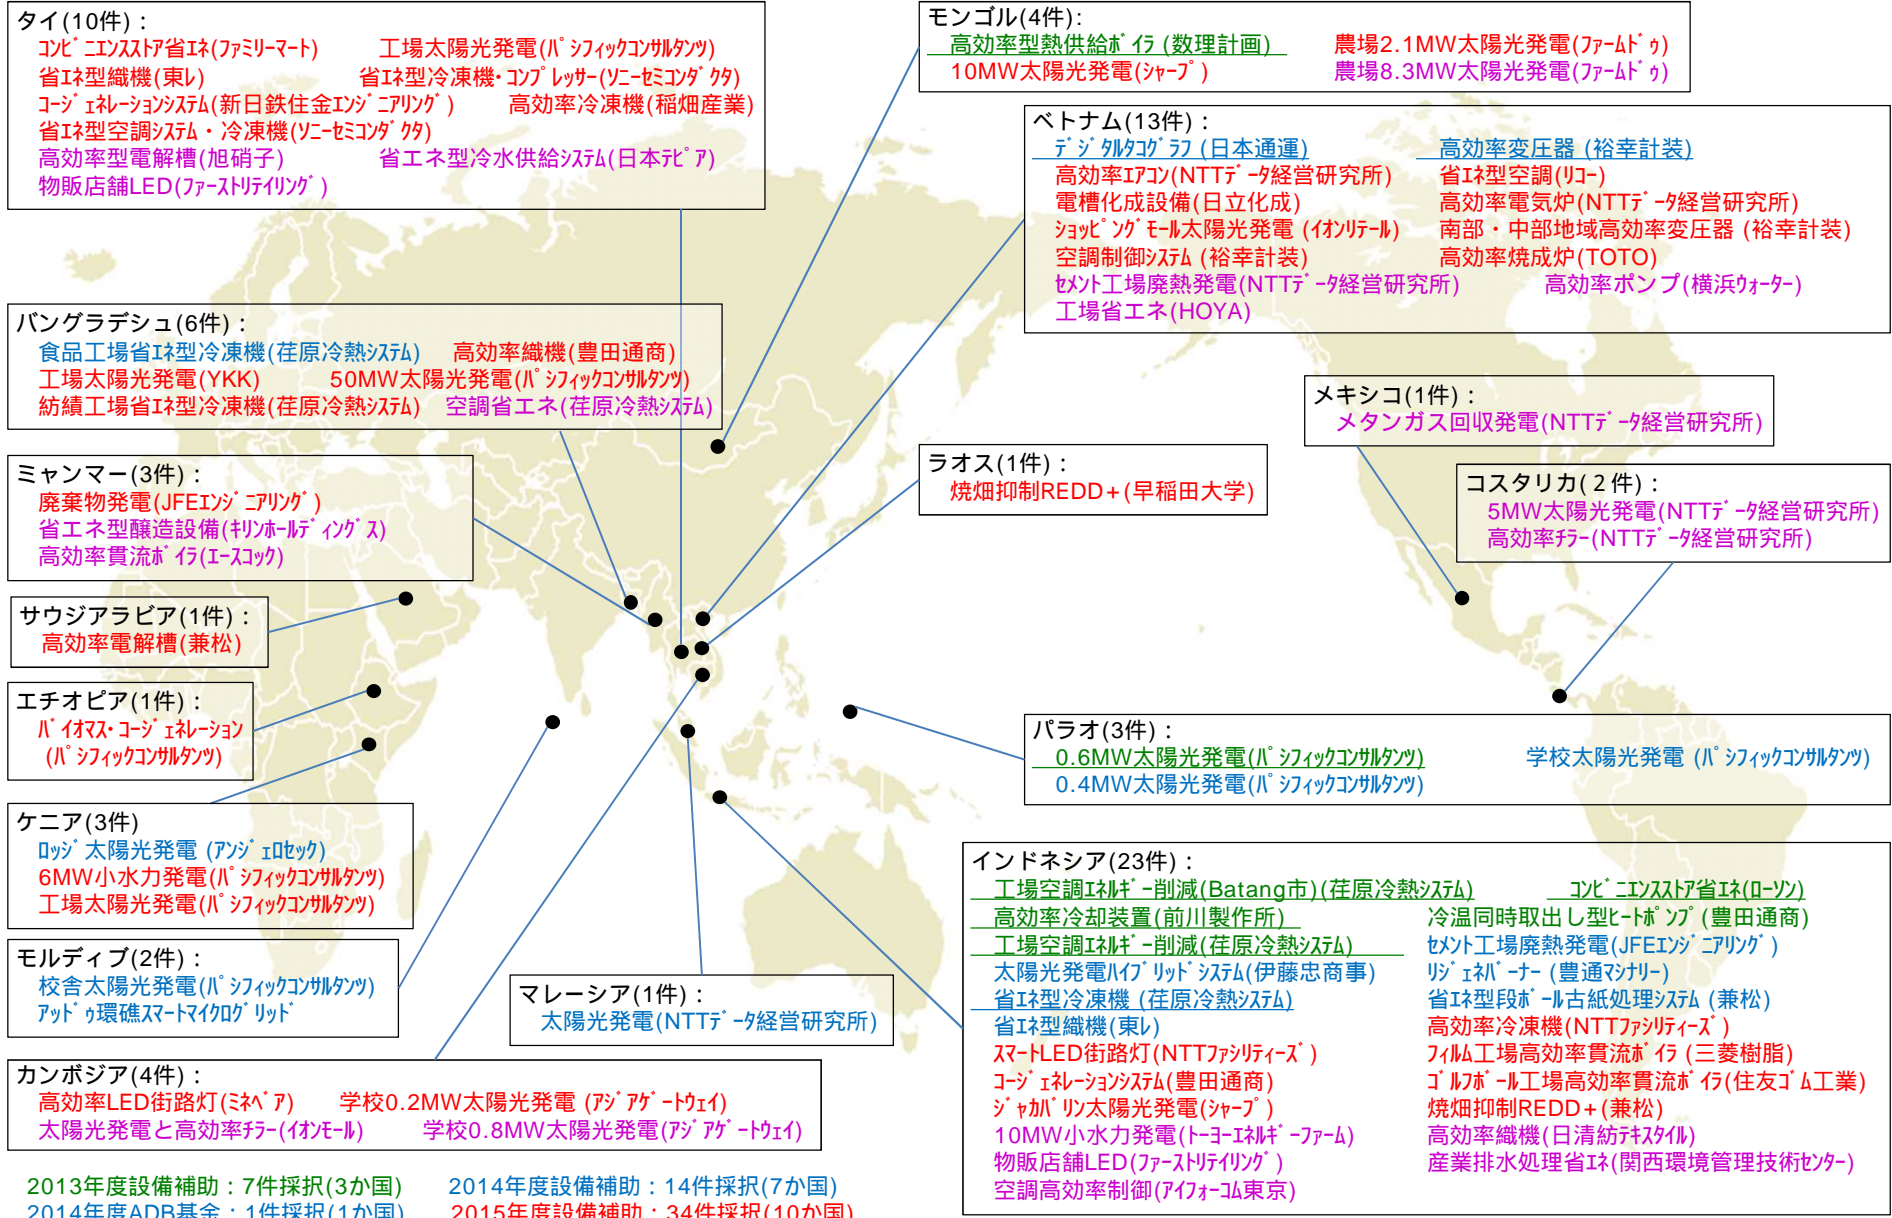 タイ(10件)：
コンビニエンスストア省エネ(ファミリーマート) 工場太陽光発電(パシフィックコンサルタンツ)
省エネ型織機(東レ) 省エネ型冷凍機・コンプレッサー(ソニーセミコンダクタ)
コージェネレーションシステム(新日鉄住金エンジニアリング) 高効率冷凍機(稲畑産業)
省エネ型空調システム・冷凍機(ソニーセミコンダクタ)
高効率型電解槽(旭硝子) 省エネ型冷水供給システム(日本テピア)
物販店舗LED(ファーストリテイリング)
モンゴル(4件)：
高効率型熱供給ボイラ(数理計画) 農場2.1MW太陽光発電(ファームドゥ)
10MW太陽光発電(シャープ) 農場8.3MW太陽光発電(ファームドゥ)
ベトナム(13件)：
デジタルタコグラフ(日本通運) 高効率変圧器(裕幸計装)
高効率エアコン(NTTデータ経営研究所) 省エネ型空調(リコー)
電槽化成設備(日立化成) 高効率電気炉(NTTデータ経営研究所)
ショッピングモール太陽光発電(イオンリテール) 南部・中部地域高効率変圧器(裕幸計装)
空調制御システム(裕幸計装) 高効率焼成炉(TOTO)
セメント工場廃熱発電(NTTデータ経営研究所) 高効率ポンプ(横浜ウォーター)
工場省エネ(HOYA)
バングラデシュ(6件)：
食品工場省エネ型冷凍機(荏原冷熱システム) 高効率織機(豊田通商)
工場太陽光発電(YKK) 50MW太陽光発電(パシフィックコンサルタンツ)
紡績工場省エネ型冷凍機(荏原冷熱システム) 空調省エネ(荏原冷熱システム)
メキシコ(1件)：
メタンガス回収発電(NTTデータ経営研究所)
ミャンマー(3件)：
廃棄物発電(JFEエンジニアリング)
省エネ型醸造設備(キリンホールディングス)
高効率貫流ボイラ(エースコック)
ラオス(1件)：
焼畑抑制REDD+(早稲田大学)
コスタリカ(２件)：
5MW太陽光発電(NTTデータ経営研究所)
高効率チラー(NTTデータ経営研究所)
サウジアラビア(1件)：
高効率電解槽(兼松)
エチオピア(1件)：
バイオマス・コージェネレーション
(パシフィックコンサルタンツ)
パラオ(3件)：
0.6MW太陽光発電(パシフィックコンサルタンツ) 学校太陽光発電(パシフィックコンサルタンツ)
0.4MW太陽光発電(パシフィックコンサルタンツ)
ケニア(3件)
ロッジ太陽光発電(アンジェロセック)
6MW小水力発電(パシフィックコンサルタンツ)
工場太陽光発電(パシフィックコンサルタンツ)
モルディブ(2件)：
校舎太陽光発電(パシフィックコンサルタンツ)
アッドゥ環礁スマートマイクログリッド
マレーシア(1件)：
太陽光発電(NTTデータ経営研究所)
インドネシア(23件)：
工場空調エネルギー削減(Batang市)(荏原冷熱システム) コンビニエンスストア省エネ(ローソン)
高効率冷却装置(前川製作所) 冷温同時取出し型ヒートポンプ(豊田通商)
工場空調エネルギー削減(荏原冷熱システム) セメント工場廃熱発電(JFEエンジニアリング)
太陽光発電ハイブリッドシステム(伊藤忠商事) リジェネバーナー(豊通マシナリー)
省エネ型冷凍機(荏原冷熱システム) 省エネ型段ボール古紙処理システム(兼松)
省エネ型織機(東レ) 高効率冷凍機(NTTファシリティーズ)
スマートLED街路灯(NTTファシリティーズ) フィルム工場高効率貫流ボイラ(三菱樹脂)
コージェネレーションシステム(豊田通商) ゴルフボール工場高効率貫流ボイラ(住友ゴム工業)
ジャカバリン太陽光発電(シャープ) 焼畑抑制REDD+(兼松)
10MW小水力発電(トーヨーエネルギーファーム) 高効率織機(日清紡テキスタイル)
物販店舗LED(ファーストリテイリング) 産業排水処理省エネ(関西環境管理技術センター)
空調高効率制御(アイフォーコム東京)
カンボジア(4件)：
高効率LED街路灯(ミネベア) 学校0.2MW太陽光発電(アジアゲートウェイ)
太陽光発電と高効率チラー(イオンモール) 学校0.8MW太陽光発電(アジアゲートウェイ)
2013年度設備補助：7件採択(3か国) 2014年度設備補助：14件採択(7か国)
2014年度ADB基金：1件採択(1か国) 2015年度設備補助：34件採択(10か国)